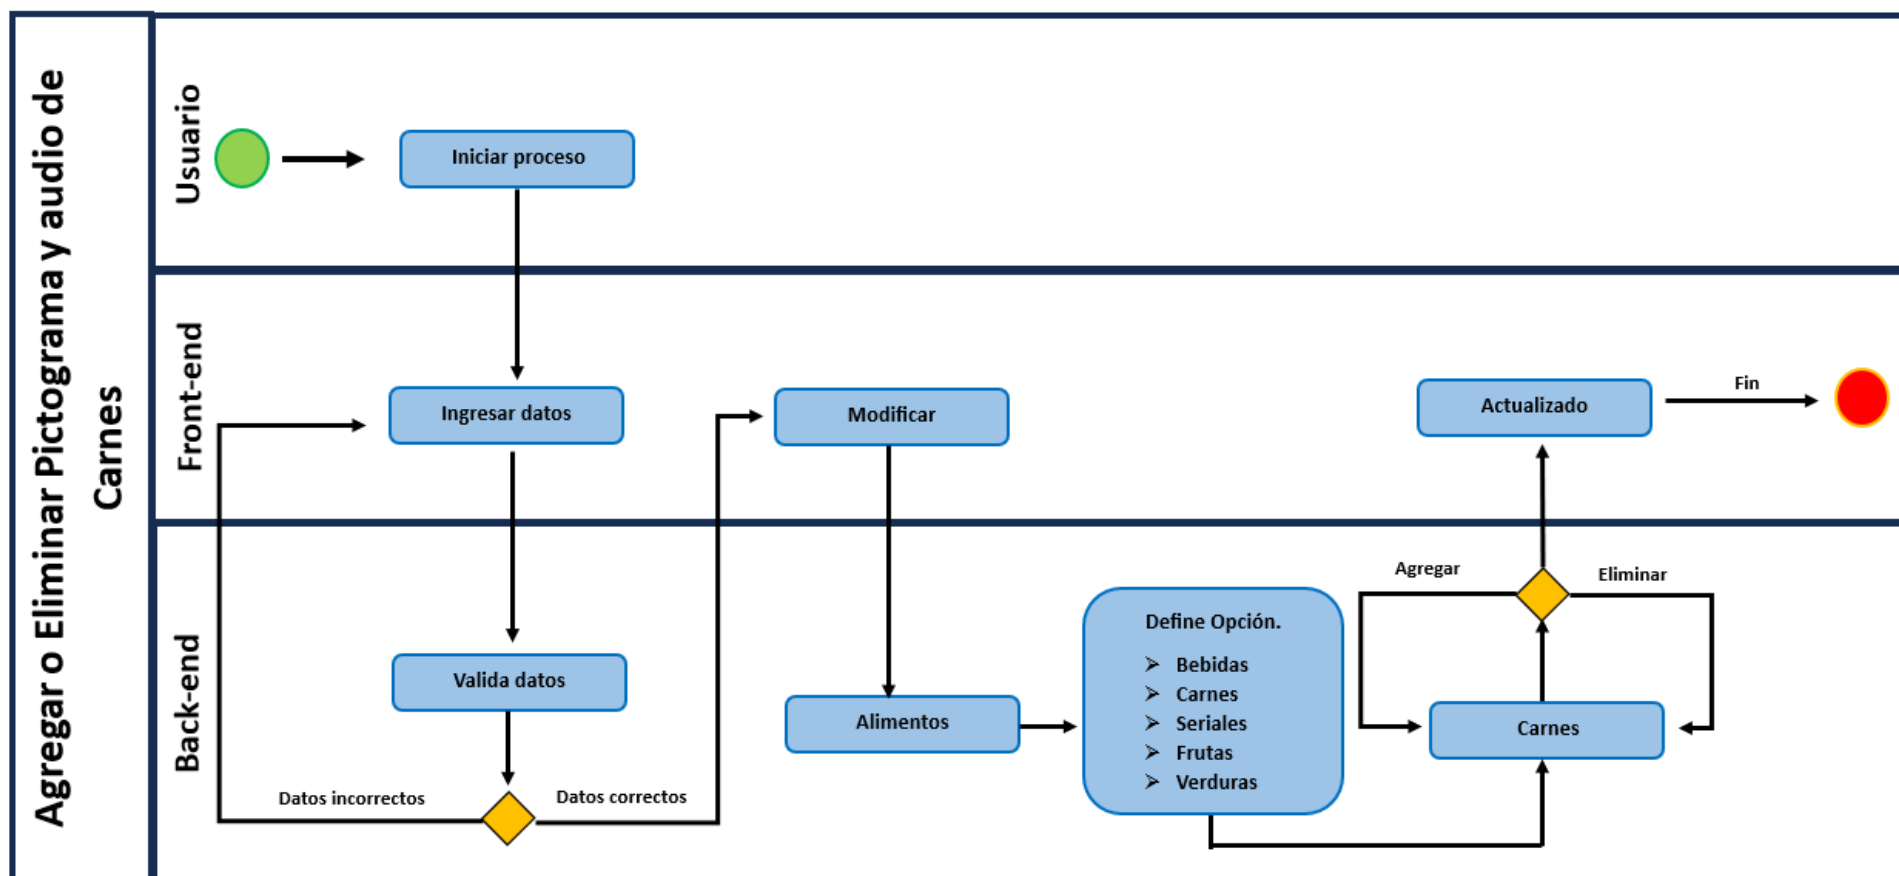 Agregar o Eliminar Pictograma y audio de
Carnes
Usuario
Iniciar proceso
Front-end
Ingresar datos
Modificar
Actualizado
Fin
Back-end
Valida datos
Datos incorrectos
Datos correctos
Alimentos
Define Opción.
➢ Bebidas
➢ Carnes
➢ Seriales
➢ Frutas
➢ Verduras
Agregar
Eliminar
Carnes